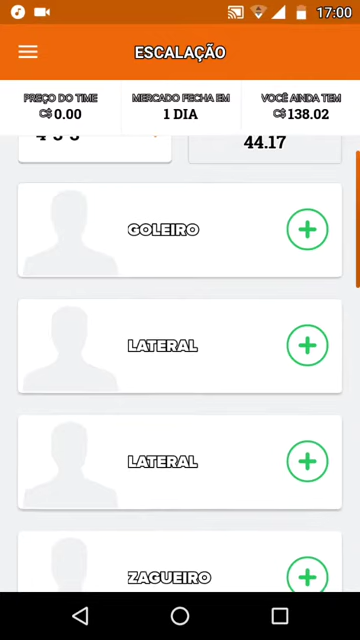 17:00
ESCALAÇÃO
PREÇO DO TIME
C$ 0.00
MERCADO FECHA EM
1 DIA
VOCÊ AINDA TEM
C$ 138.02
44.17
GOLEIRO
LATERAL
LATERAL
ZAGUEIRO